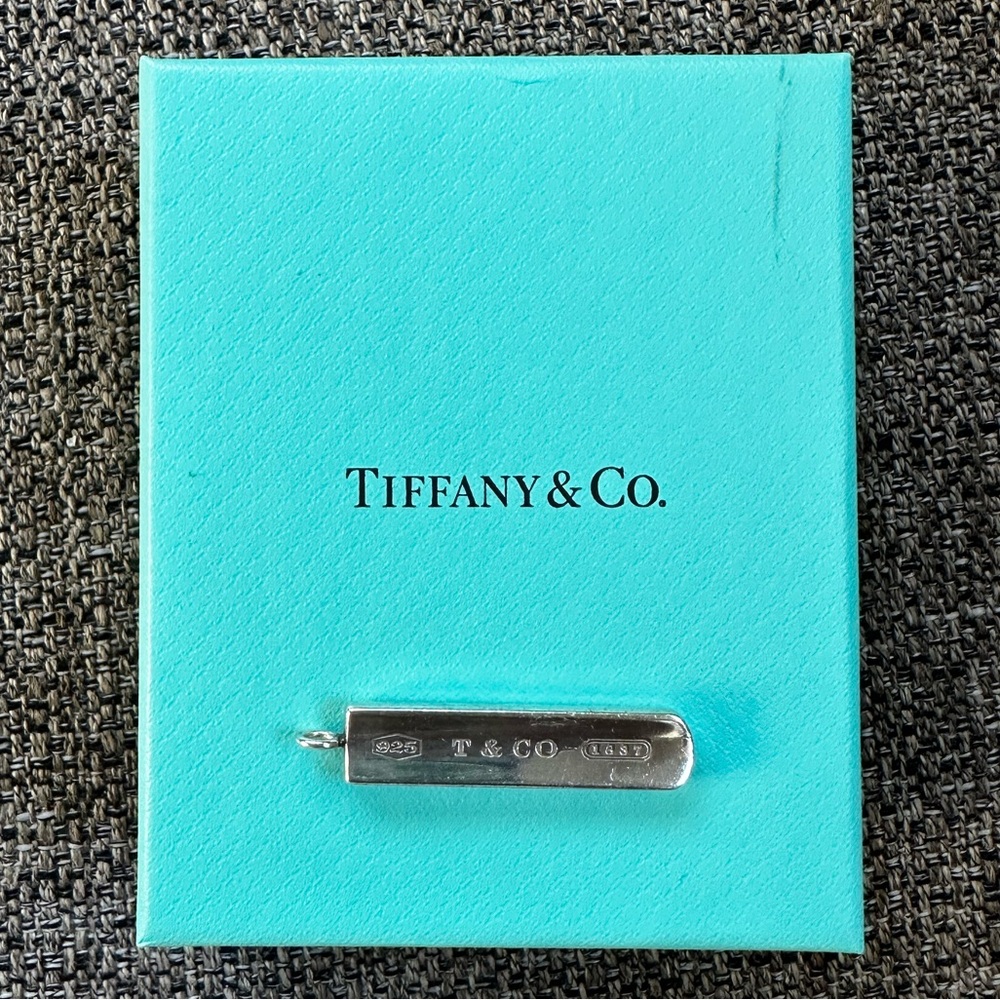 TIFFANY & CO.
925 T & CO 1837